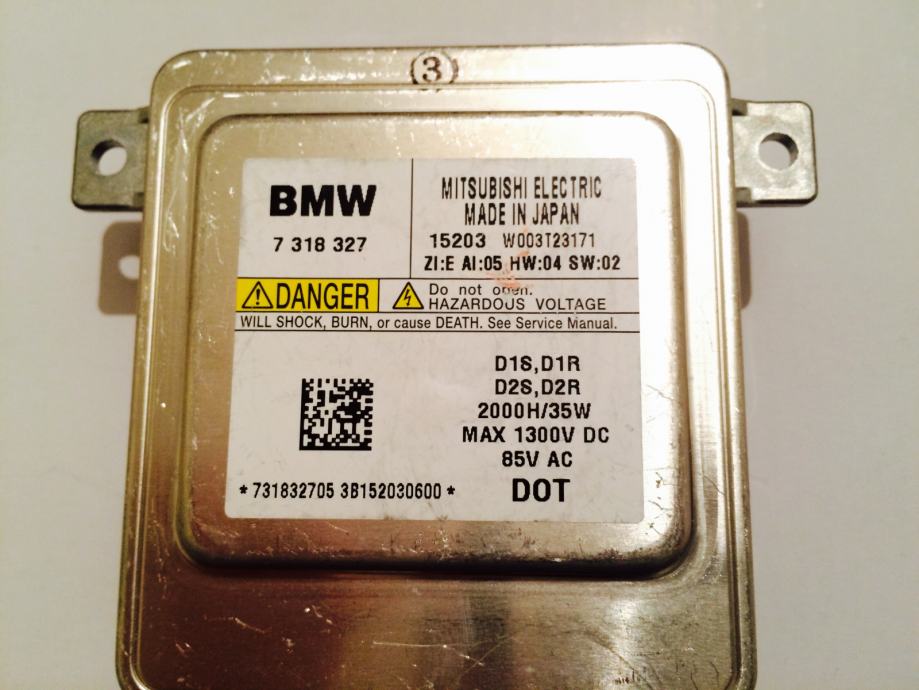 3
BMW
7 318 327
MITSUBISHI ELECTRIC
MADE IN JAPAN
15203 W003T23171
ZI:E AI:05 HW:04 SW:02
DANGER
Do not open.
HAZARDOUS VOLTAGE
WILL SHOCK, BURN, or cause DEATH. See Service Manual.
D1S,D1R
D2S,D2R
2000H/35W
MAX 1300V DC
85V AC
DOT
*731832705 3B152030600*